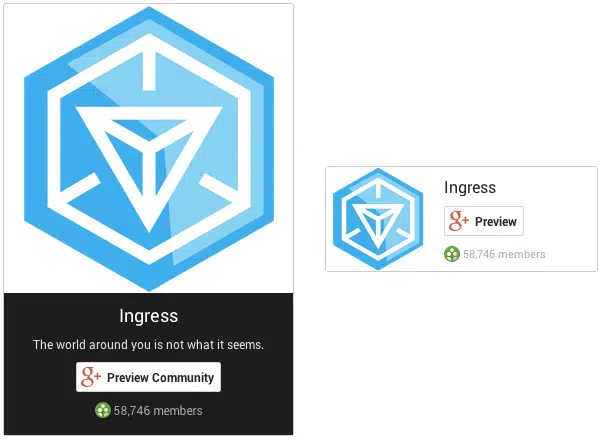 Ingress
The world around you is not what it seems.
g+ Preview Community
58,746 members
Ingress
g+ Preview
58,746 members